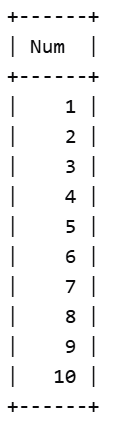 +------+
| Num  |
+------+
|    1 |
|    2 |
|    3 |
|    4 |
|    5 |
|    6 |
|    7 |
|    8 |
|    9 |
|   10 |
+------+